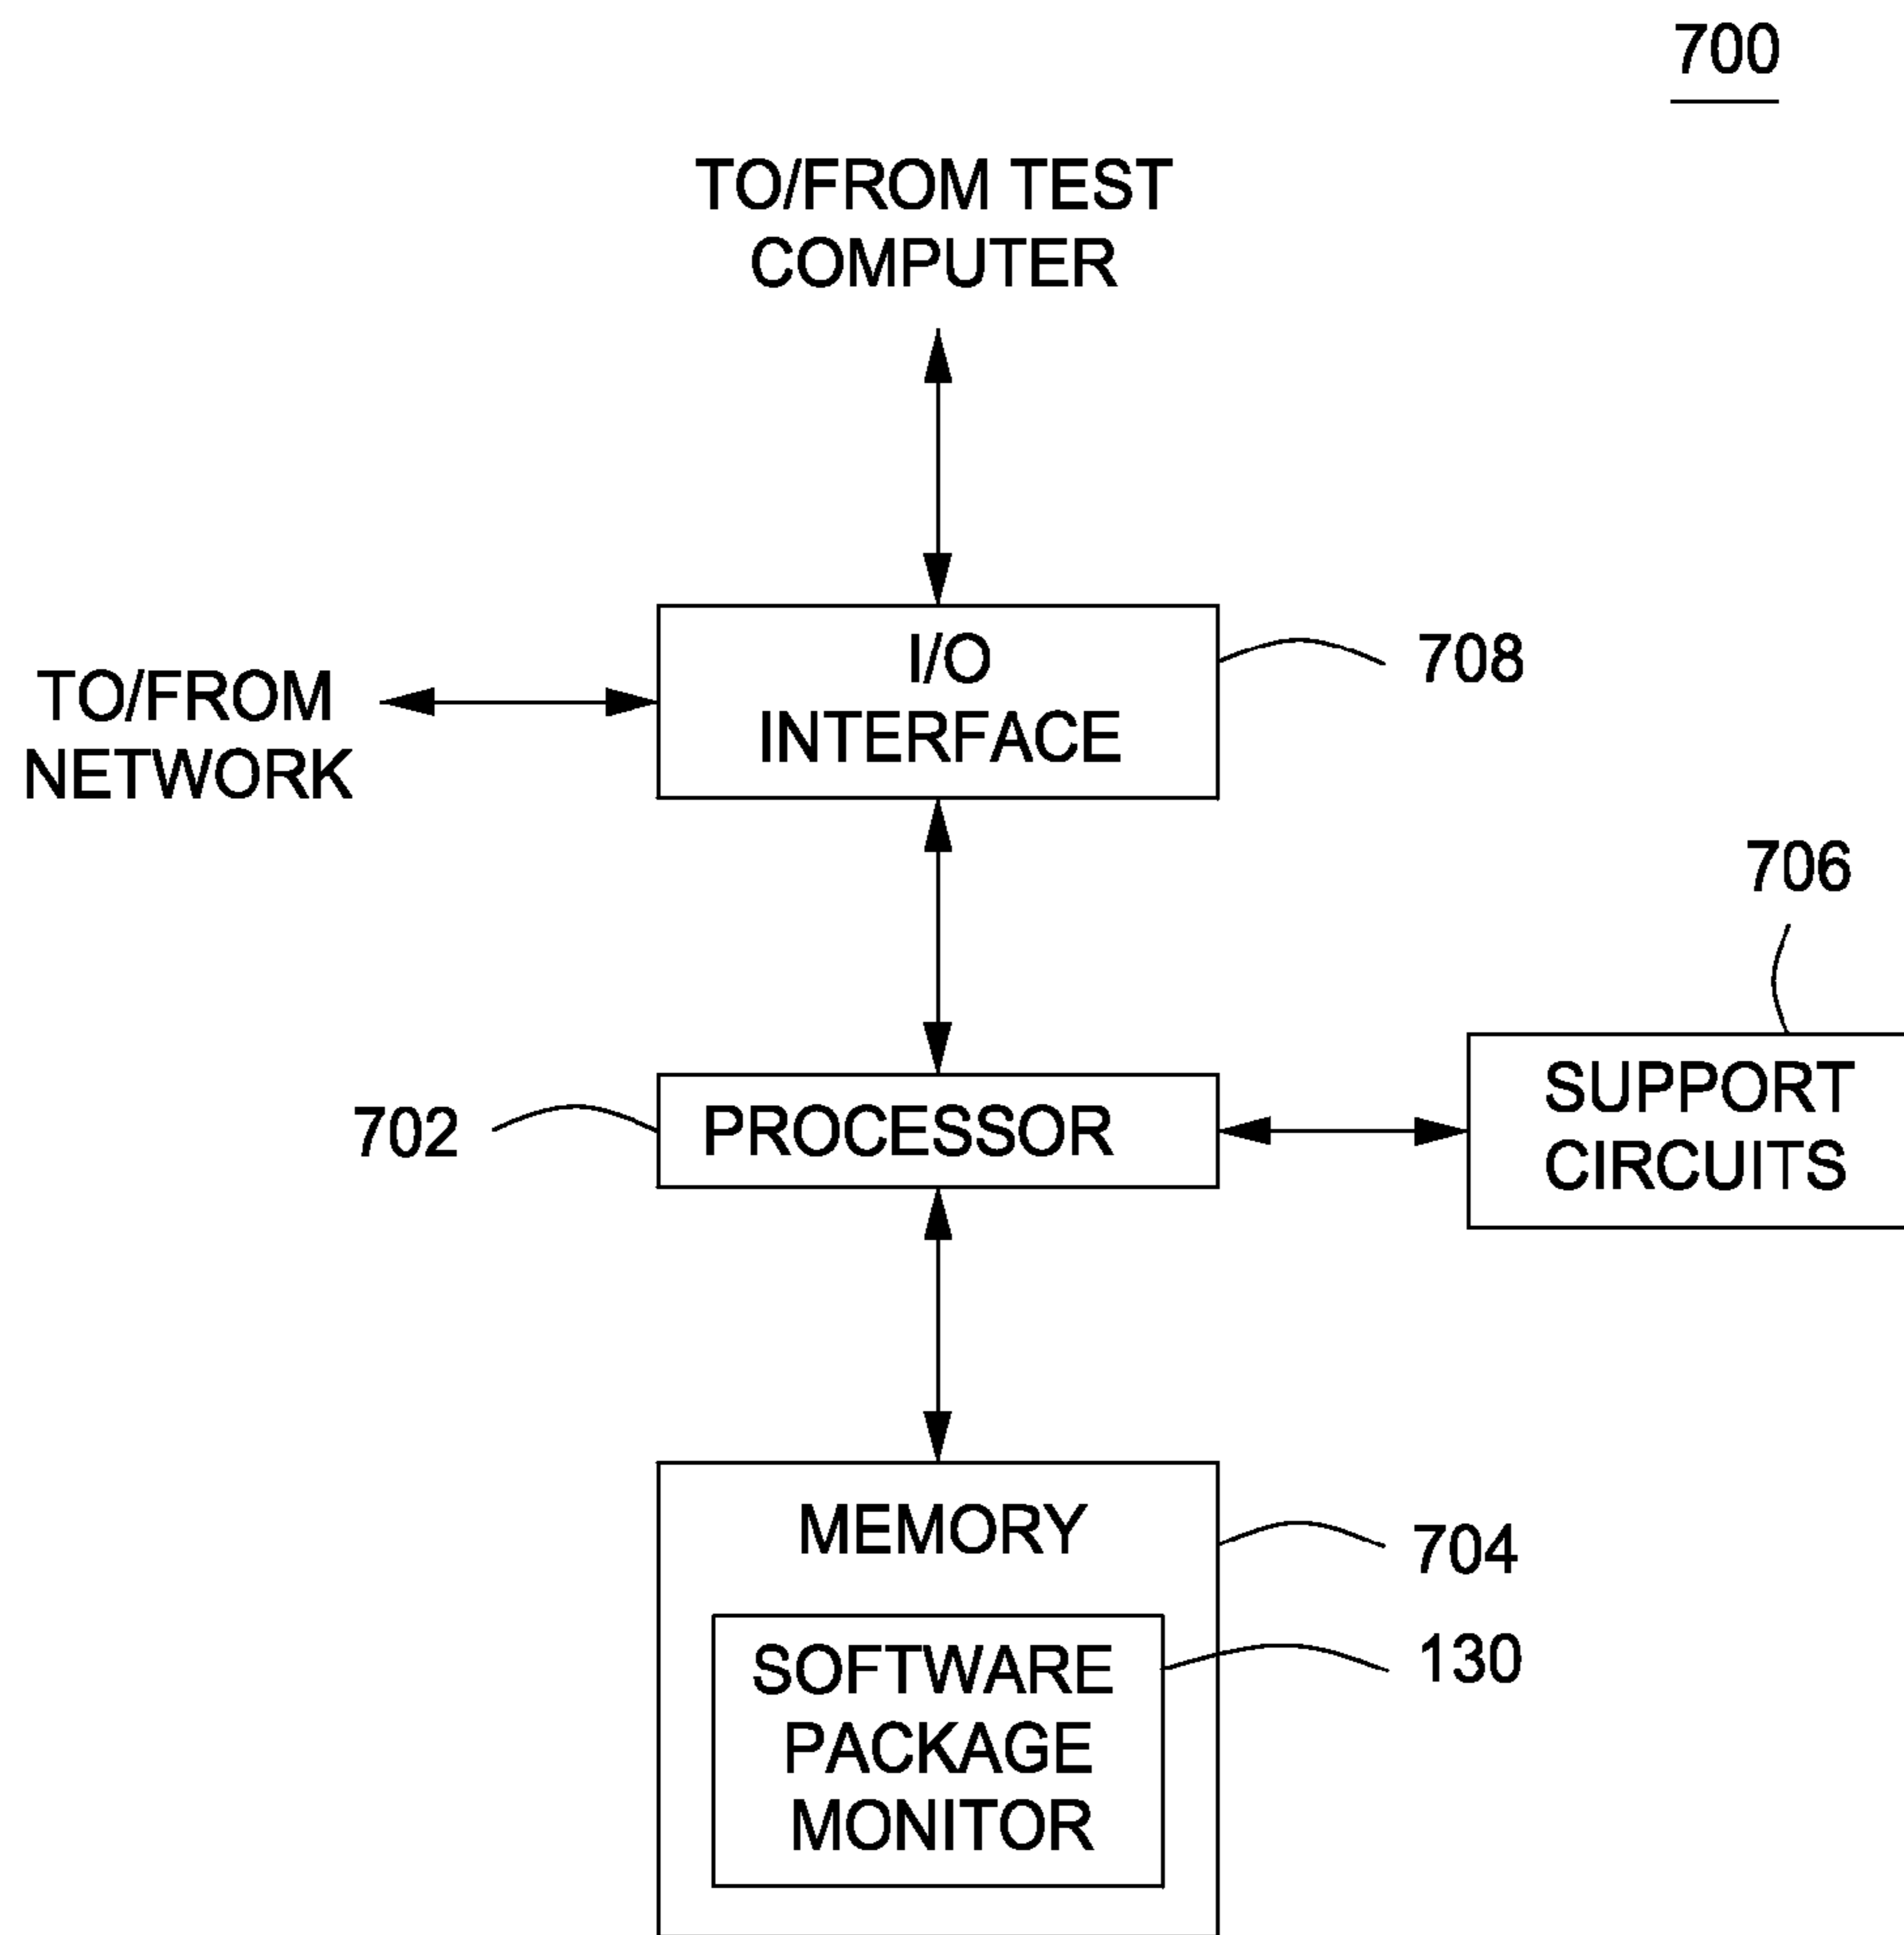 700
TO/FROM TEST
COMPUTER
I/O
INTERFACE
708
TO/FROM
NETWORK
706
702
PROCESSOR
SUPPORT
CIRCUITS
MEMORY
704
SOFTWARE
PACKAGE
MONITOR
130